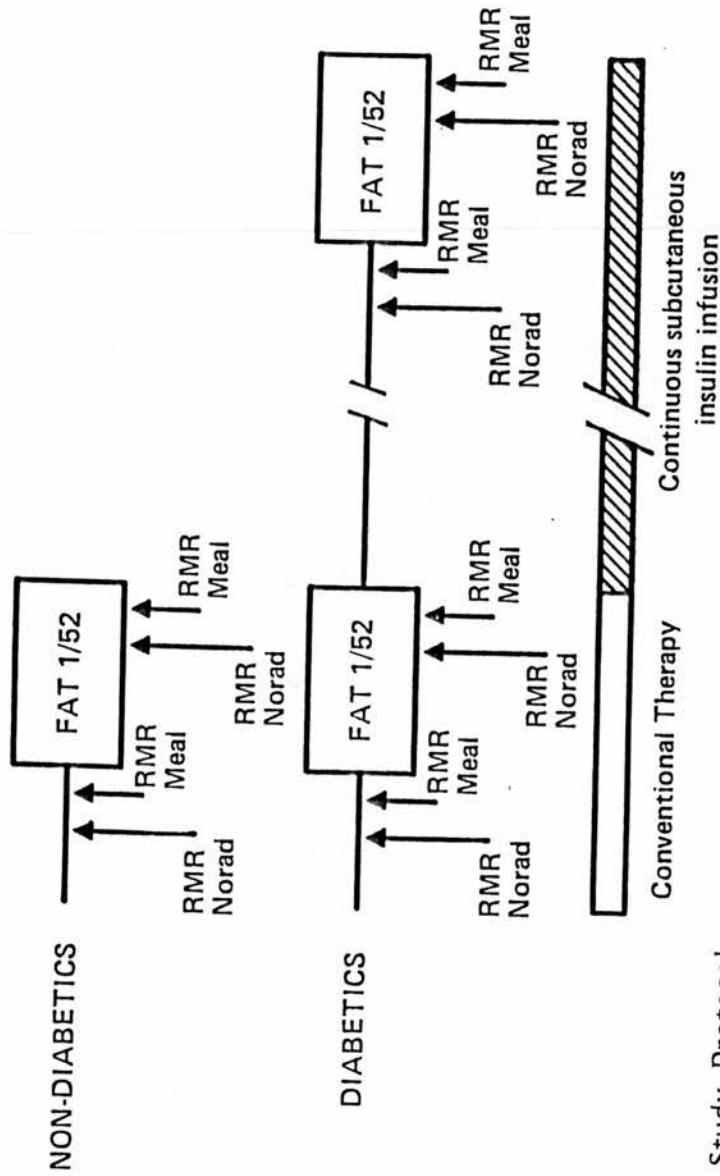 NON-DIABETICS
FAT 1/52
RMR
Norad
RMR
Meal
RMR
Norad
RMR
Meal
DIABETICS
FAT 1/52
FAT 1/52
RMR
Norad
RMR
Meal
RMR
Norad
RMR
Meal
RMR
Norad
RMR
Meal
RMR
Norad
RMR
Meal
Conventional Therapy
Continuous subcutaneous
insulin infusion
Study Protocol